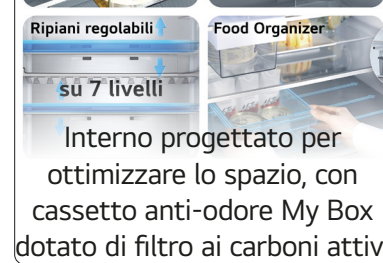 Ripiani regolabili
Food Organizer
su 7 livelli
Interno progettato per
ottimizzare lo spazio, con
cassetto anti-odore My Box
dotato di filtro ai carboni attiv